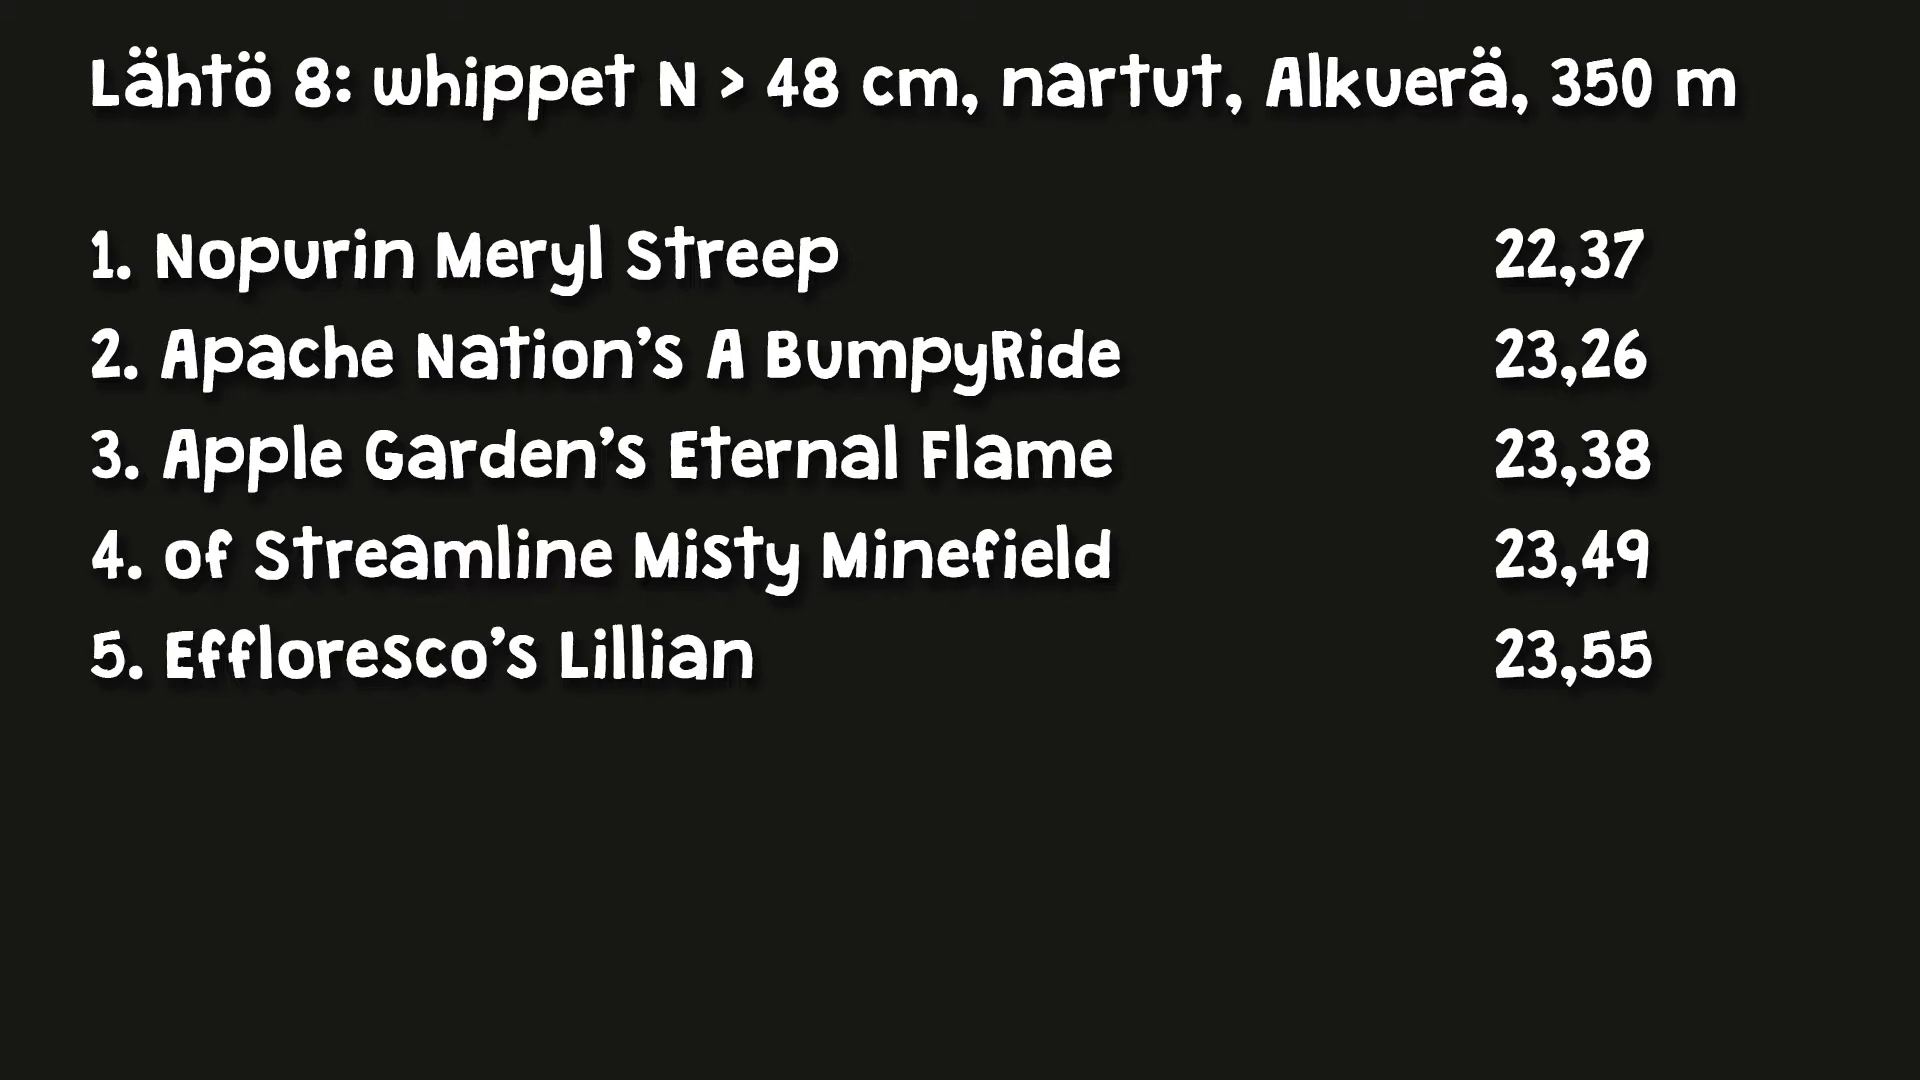 Lähtö 8: whippet N > 48 cm, nartut, Alkuerä, 350 m
1. Nopurin Meryl Streep 22,37
2. Apache Nation's A BumpyRide 23,26
3. Apple Garden's Eternal Flame 23,38
4. of Streamline Misty Minefield 23,49
5. Effloresco's Lillian 23,55